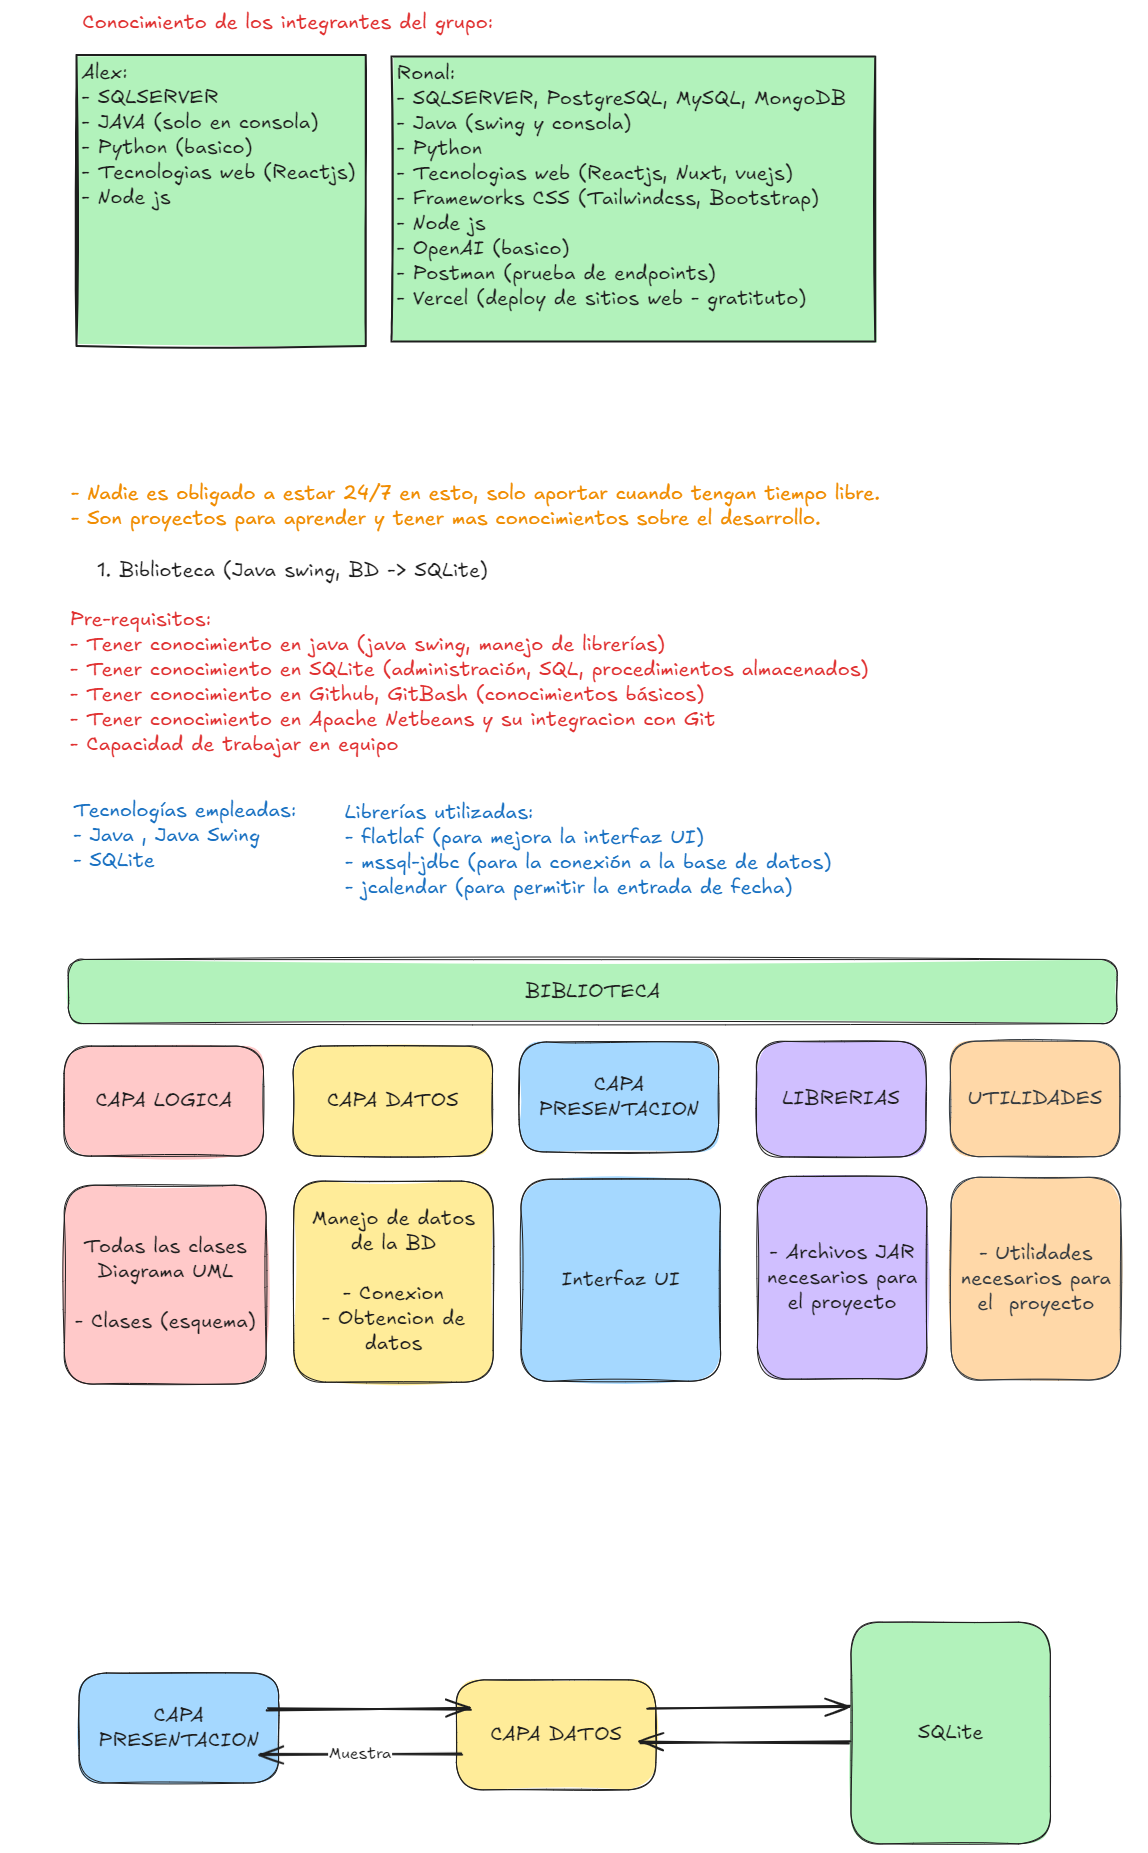 Conocimiento de los integrantes del grupo:
Alex:
- SQLSERVER
- JAVA (solo en consola)
- Python (basico)
- Tecnologias web (Reactjs)
- Node js
Ronal:
- SQLSERVER, PostgreSQL, MySQL, MongoDB
- Java (swing y consola)
- Python
- Tecnologias web (Reactjs, Nuxt, vuejs)
- Frameworks CSS (Tailwindcss, Bootstrap)
- Node js
- OpenAI (basico)
- Postman (prueba de endpoints)
- Vercel (deploy de sitios web - gratituto)
- Nadie es obligado a estar 24/7 en esto, solo aportar cuando tengan tiempo libre.
- Son proyectos para aprender y tener mas conocimientos sobre el desarrollo.
1. Biblioteca (Java swing, BD -> SQLite)
Pre-requisitos:
- Tener conocimiento en java (java swing, manejo de librerías)
- Tener conocimiento en SQLite (administración, SQL, procedimientos almacenados)
- Tener conocimiento en Github, GitBash (conocimientos básicos)
- Tener conocimiento en Apache Netbeans y su integracion con Git
- Capacidad de trabajar en equipo
Tecnologías empleadas:
- Java , Java Swing
- SQLite
Librerías utilizadas:
- flatlaf (para mejora la interfaz UI)
- mssql-jdbc (para la conexión a la base de datos)
- jcalendar (para permitir la entrada de fecha)
BIBLIOTECA
CAPA LOGICA
CAPA DATOS
CAPA
PRESENTACION
LIBRERIAS
UTILIDADES
Todas las clases
Diagrama UML
- Clases (esquema)
Manejo de datos
de la BD
- Conexion
- Obtencion de
datos
Interfaz UI
- Archivos JAR
necesarios para
el proyecto
- Utilidades
necesarios para
el proyecto
CAPA
PRESENTACION
Muestra
CAPA DATOS
SQLite